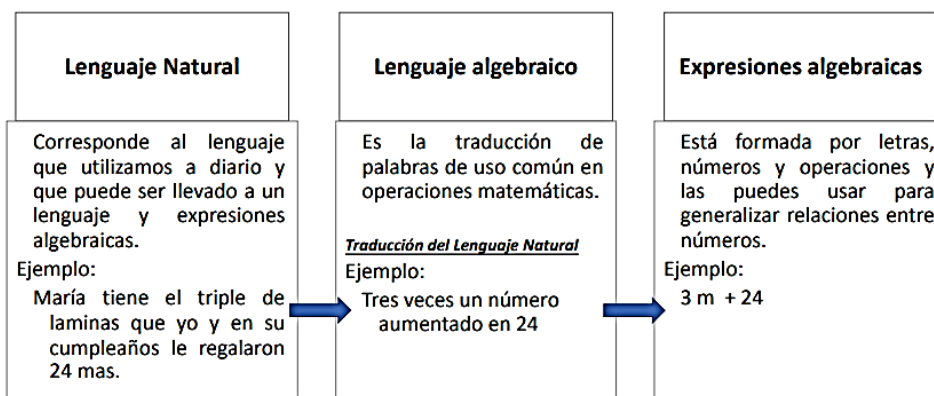 Lenguaje Natural
Corresponde al lenguaje
que utilizamos a diario y
que puede ser llevado a un
lenguaje y expresiones
algebraicas.
Ejemplo:
María tiene el triple de
laminas que yo y en su
cumpleaños le regalaron
24 mas.
Lenguaje algebraico
Es la traducción de
palabras de uso común en
operaciones matemáticas.
Traducción del Lenguaje Natural
Ejemplo:
Tres veces un número
aumentado en 24
Expresiones algebraicas
Está formada por letras,
números y operaciones y
las puedes usar para
generalizar relaciones entre
números.
Ejemplo:
3 m + 24